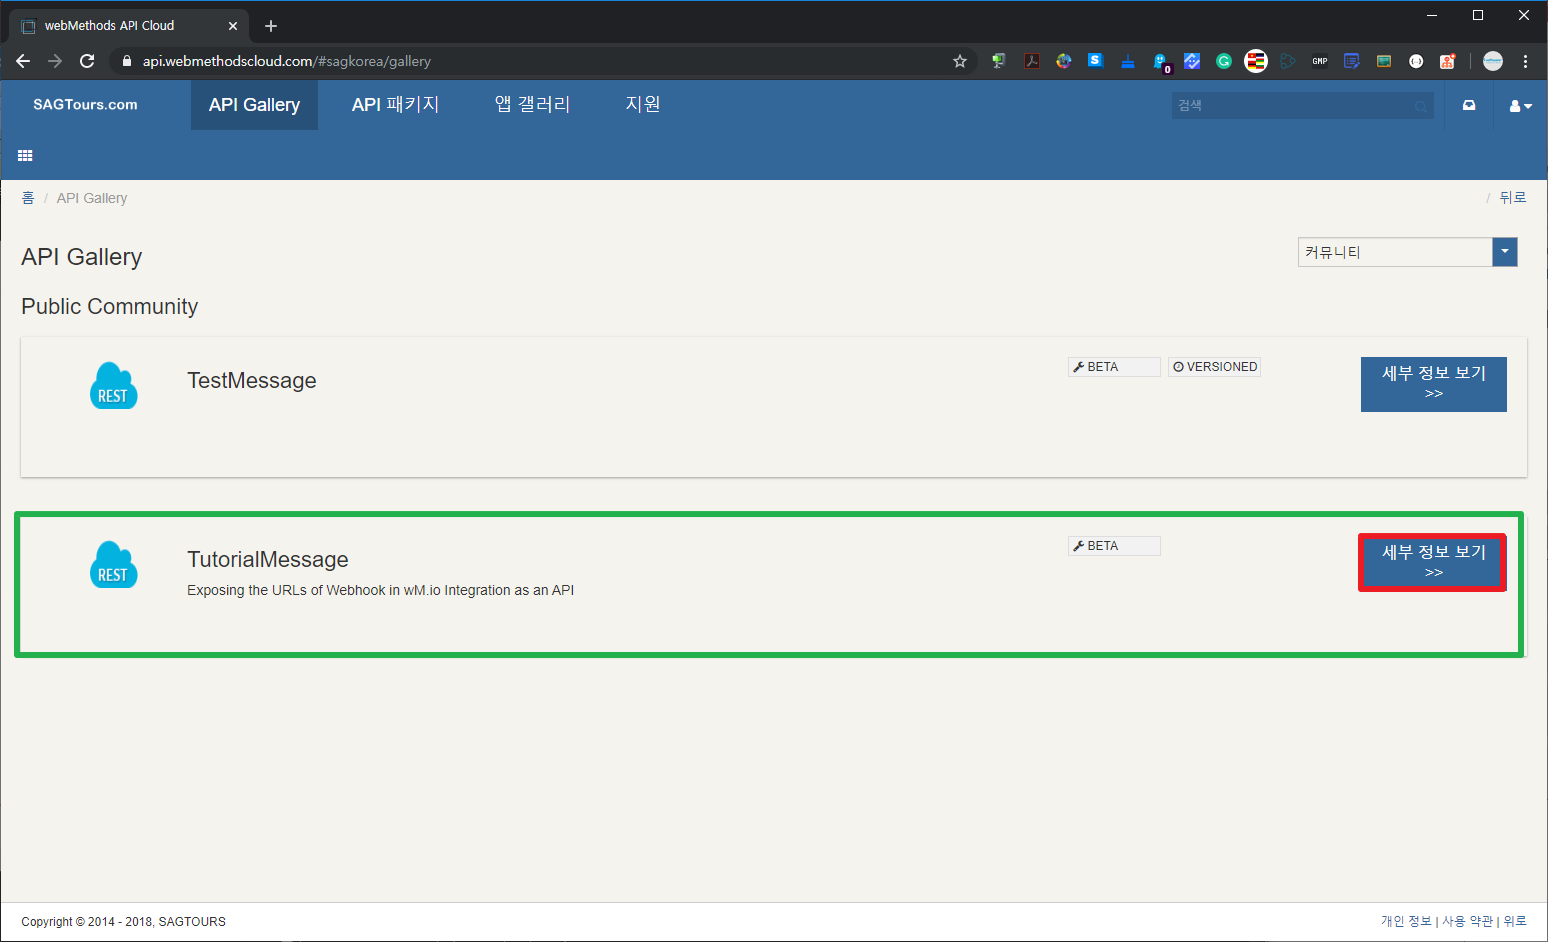 webMethods API Cloud
api.webmethodscloud.com/#sagkorea/gallery
0
GMP
SAGTours.com
API Gallery
API 패키지
앱 갤러리
지원
검색
홈 / API Gallery
/ 뒤로
API Gallery
커뮤니티
Public Community
REST
TestMessage
BETA
VERSIONED
세부 정보 보기
>>
REST
TutorialMessage
Exposing the URLs of Webhook in wM.io Integration as an API
BETA
세부 정보 보기
>>
Copyright © 2014 - 2018, SAGTOURS
개인 정보 | 사용 약관 | 위로